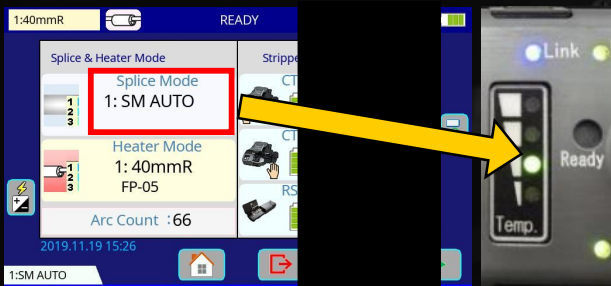 1:40mmR
READY
Splice & Heater Mode
Strippe
Splice Mode
1: SM AUTO
1
2
3
CT
Heater Mode
1: 40mmR
FP-05
1
2
3
CT
RS
Arc Count :66
2019.11.19 15:26
1:SM AUTO
Link
Ready
Temp.